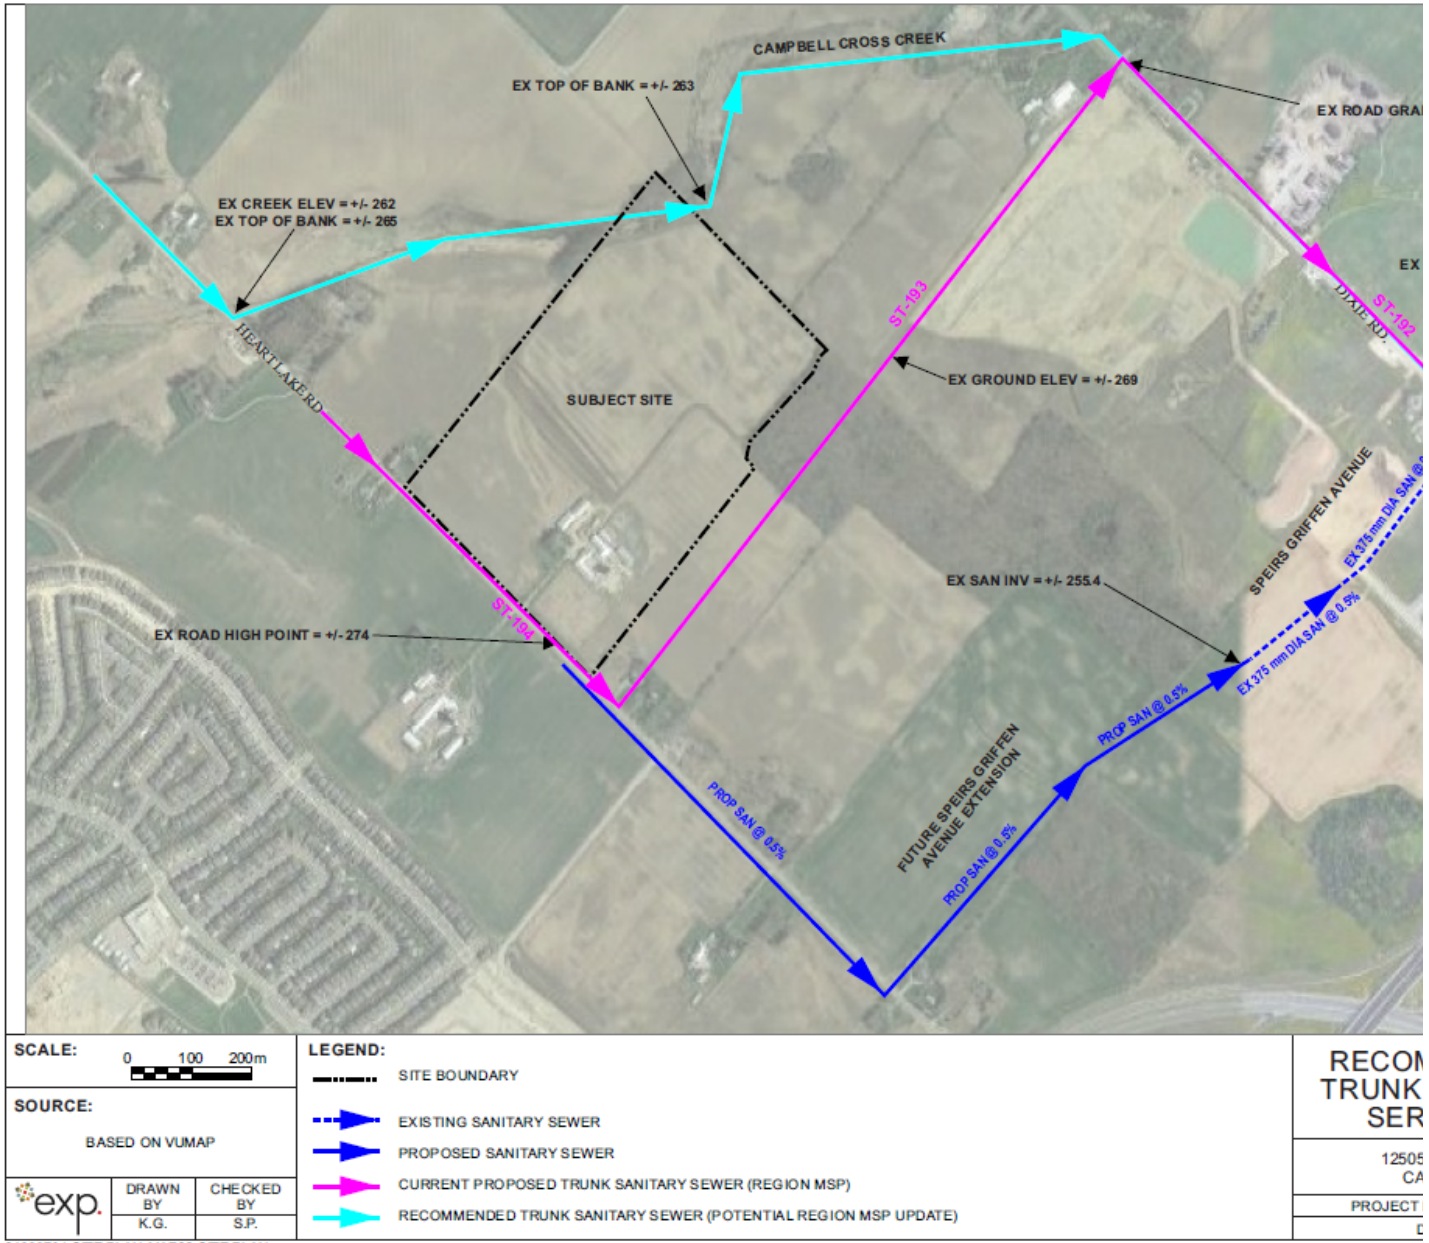 CAMPBELL CROSS CREEK
EX TOP OF BANK = +/- 263
EX ROAD GRA
EX CREEK ELEV = +/- 262
EX TOP OF BANK = +/- 265
EX
HEART LAKE RD
ST-193
DIXIE RD.
ST-192
EX GROUND ELEV = +/- 269
SUBJECT SITE
SPEIRS GRIFFEN AVENUE
EX 375 mm DIA SAN @ 0
EX SAN INV = +/- 255.4
ST-194
EX ROAD HIGH POINT = +/- 274
EX 375 mm DIA SAN @ 0.5%
PROP SAN @ 0.5%
FUTURE SPEIRS GRIFFEN
AVENUE EXTENSION
PROP SAN @ 0.5%
PROP SAN @ 0.5%
SCALE:
0 100 200m
SOURCE:
BASED ON VUMAP
exp.
DRAWN
BY
K.G.
CHECKED
BY
S.P.
LEGEND:
SITE BOUNDARY
EXISTING SANITARY SEWER
PROPOSED SANITARY SEWER
CURRENT PROPOSED TRUNK SANITARY SEWER (REGION MSP)
RECOMMENDED TRUNK SANITARY SEWER (POTENTIAL REGION MSP UPDATE)
RECOM
TRUNK
SER
12505
CA
PROJECT
D